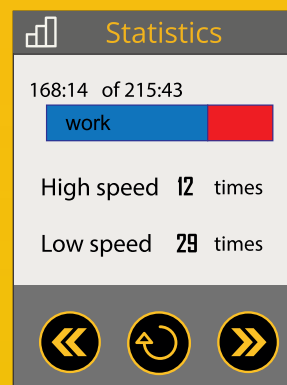 Statistics
168:14 of 215:43
work
High speed 12 times
Low speed 29 times